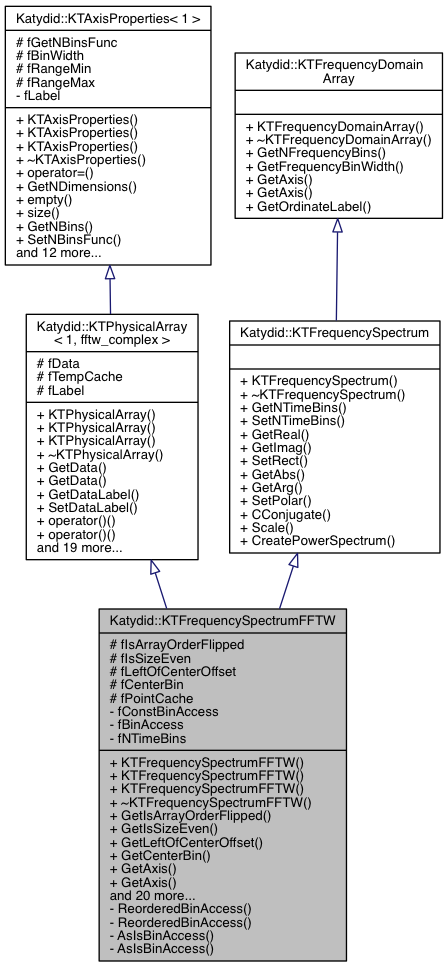 Katydid::KTAxisProperties< 1 >
# fGetNBinsFunc
# fBinWidth
# fRangeMin
# fRangeMax
- fLabel
+ KTAxisProperties()
+ KTAxisProperties()
+ KTAxisProperties()
+ ~KTAxisProperties()
+ operator=()
+ GetNDimensions()
+ empty()
+ size()
+ GetNBins()
+ SetNBinsFunc()
and 12 more...
Katydid::KTFrequencyDomain
Array
+ KTFrequencyDomainArray()
+ ~KTFrequencyDomainArray()
+ GetNFrequencyBins()
+ GetFrequencyBinWidth()
+ GetAxis()
+ GetAxis()
+ GetOrdinateLabel()
Katydid::KTPhysicalArray
< 1, fftw_complex >
# fData
# fTempCache
# fLabel
+ KTPhysicalArray()
+ KTPhysicalArray()
+ KTPhysicalArray()
+ ~KTPhysicalArray()
+ GetData()
+ GetData()
+ GetDataLabel()
+ SetDataLabel()
+ operator()()
+ operator()()
and 19 more...
Katydid::KTFrequencySpectrum
+ KTFrequencySpectrum()
+ ~KTFrequencySpectrum()
+ GetNTimeBins()
+ SetNTimeBins()
+ GetReal()
+ GetImag()
+ SetRect()
+ GetAbs()
+ GetArg()
+ SetPolar()
+ CConjugate()
+ Scale()
+ CreatePowerSpectrum()
Katydid::KTFrequencySpectrumFFTW
# fIsArrayOrderFlipped
# fIsSizeEven
# fLeftOfCenterOffset
# fCenterBin
# fPointCache
- fConstBinAccess
- fBinAccess
- fNTimeBins
+ KTFrequencySpectrumFFTW()
+ KTFrequencySpectrumFFTW()
+ KTFrequencySpectrumFFTW()
+ ~KTFrequencySpectrumFFTW()
+ GetIsArrayOrderFlipped()
+ GetIsSizeEven()
+ GetLeftOfCenterOffset()
+ GetCenterBin()
+ GetAxis()
+ GetAxis()
and 20 more...
- ReorderedBinAccess()
- ReorderedBinAccess()
- AsIsBinAccess()
- AsIsBinAccess()